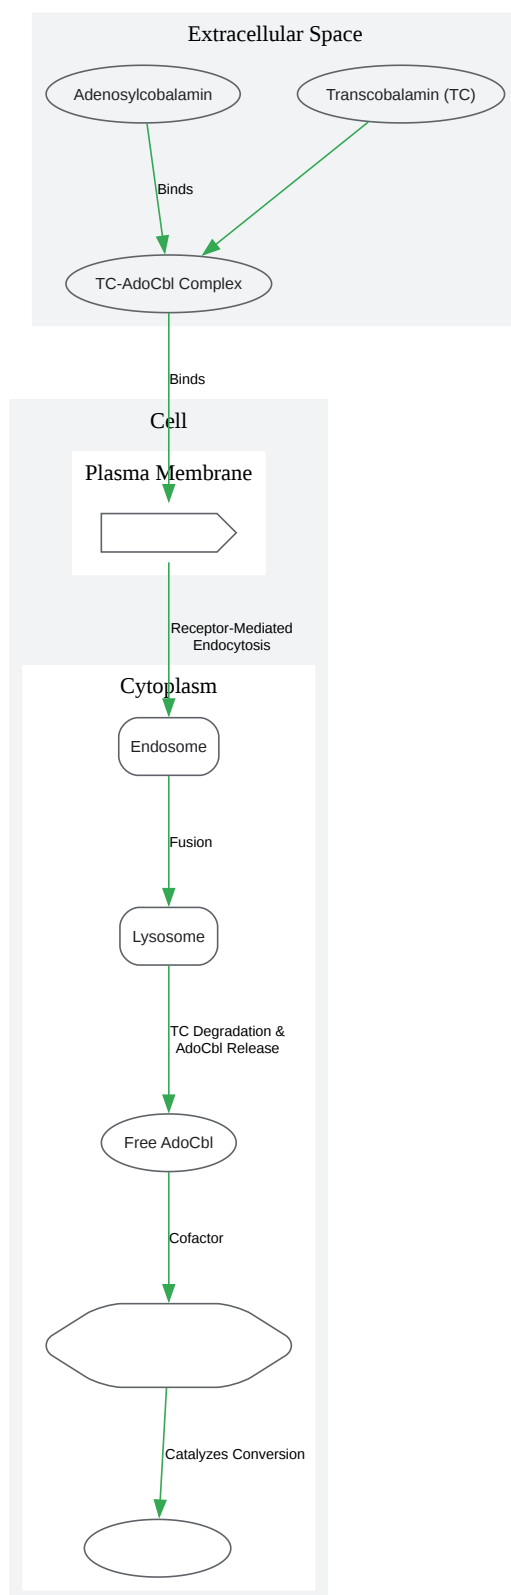 Extracellular Space
Adenosylcobalamin
Transcobalamin (TC)
Binds
TC-AdoCbl Complex
Binds
Cell
Plasma Membrane
Receptor-Mediated
Endocytosis
Cytoplasm
Endosome
Fusion
Lysosome
TC Degradation &
AdoCbl Release
Free AdoCbl
Cofactor
Catalyzes Conversion